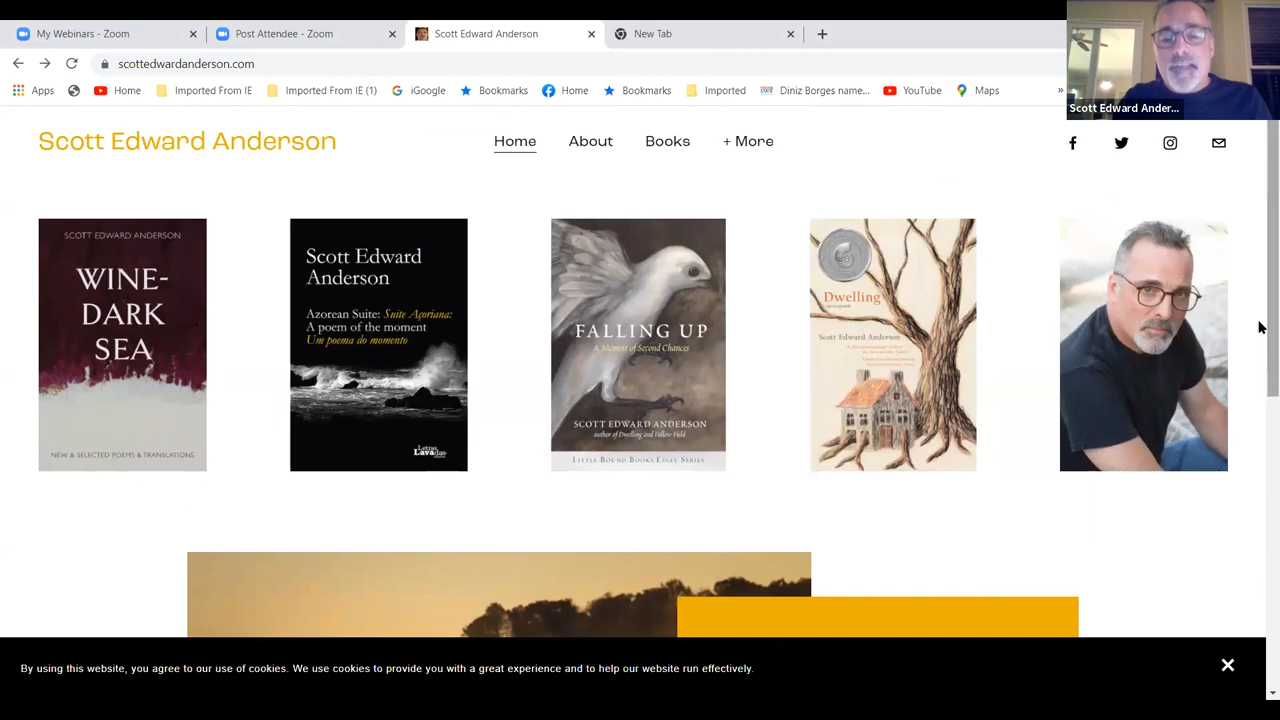 My Webinars - Zoom
Post Attendee - Zoom
Scott Edward Anderson
New Tab
scottedwardanderson.com
Apps
Home
Imported From IE
Imported From IE (1)
iGoogle
Bookmarks
Home
Bookmarks
Imported
Diniz Borges name...
YouTube
Maps
»
Scott Edward Ander...
Scott Edward Anderson
Home
About
Books
+ More
SCOTT EDWARD ANDERSON
WINE-
DARK
SEA
NEW & SELECTED POEMS & TRANSLATIONS
Scott Edward
Anderson
Azorean Suite: Suite Açoriana:
A poem of the moment
Um poema do momento
Letras
Lavadas
FALLING UP
A Memoir of Second Chances
SCOTT EDWARD ANDERSON
author of Dwelling and Fallow Field
LITTLE BOUND BOOKS ESSAY SERIES
Dwelling
Scott Edward Anderson
By using this website, you agree to our use of cookies. We use cookies to provide you with a great experience and to help our website run effectively.